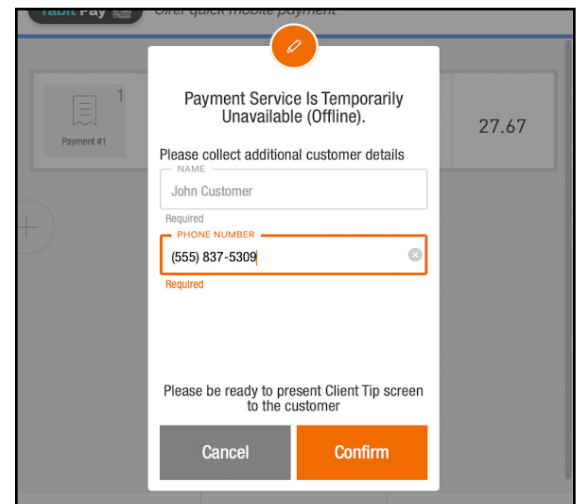 Tabit Pay Offer quick mobile payment
Payment Service Is Temporarily
Unavailable (Offline).
1
Payment #1
27.67
Please collect additional customer details
NAME
John Customer
Required
PHONE NUMBER
(555) 837-5309
Required
Please be ready to present Client Tip screen
to the customer
Cancel
Confirm